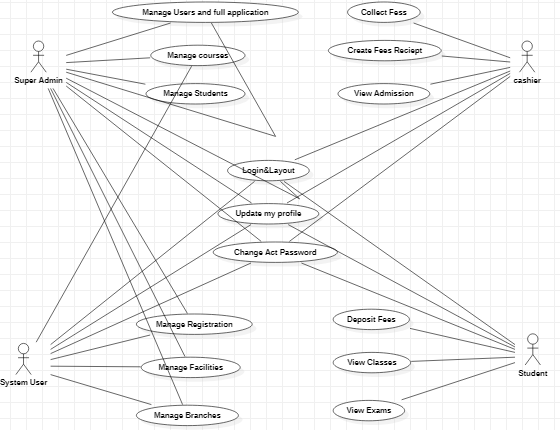 Manage Users and full application
Collect Fess
Manage courses
Create Fees Reciept
Super Admin
cashier
Manage Students
View Admission
Login&Layout
Update my profile
Change Act Password
Manage Registration
Deposit Fees
Manage Facilities
View Classes
System User
Student
Manage Branches
View Exams